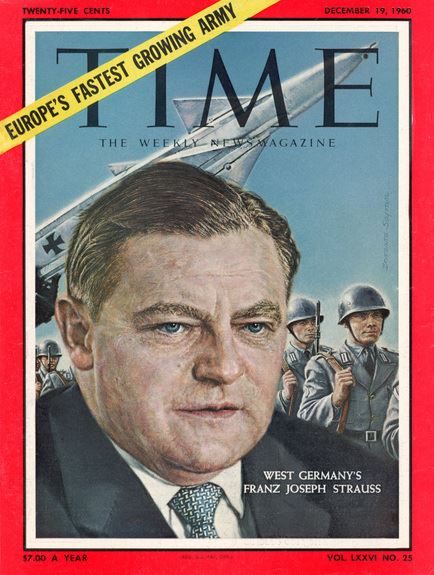 TWENTY-FIVE CENTS
DECEMBER 19, 1960
EUROPE'S FASTEST GROWING ARMY
TIME
THE WEEKLY NEWSMAGAZINE
WEST GERMANY'S
FRANZ JOSEPH STRAUSS
$7.00 A YEAR
VOL. LXXVI NO. 25